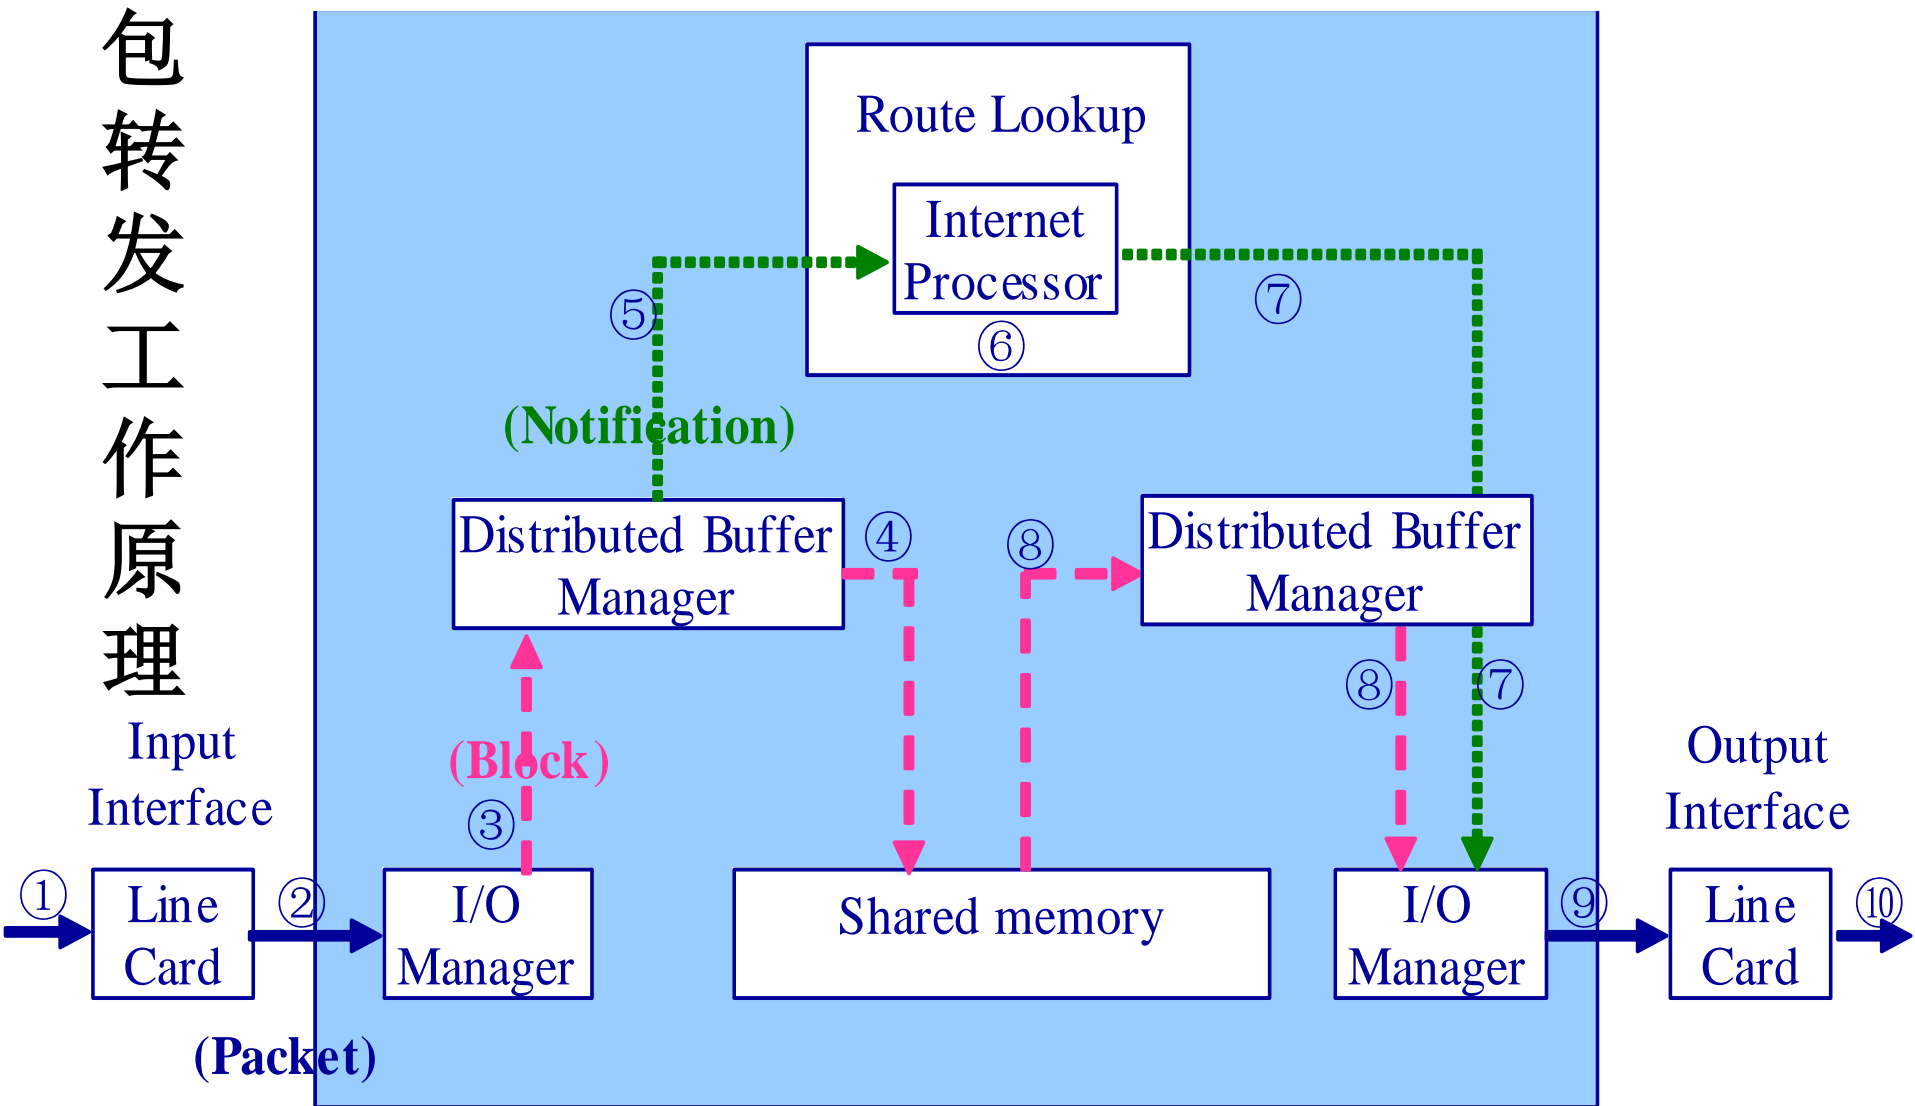 包转发工作原理
Route Lookup
Internet
Processor
⑤
⑥
⑦
(Notification)
Distributed Buffer
Manager
④
⑧
Distributed Buffer
Manager
⑧
⑦
(Block)
③
Input
Interface
Output
Interface
①
Line
Card
②
I/O
Manager
Shared memory
I/O
Manager
⑨
Line
Card
⑩
(Packet)